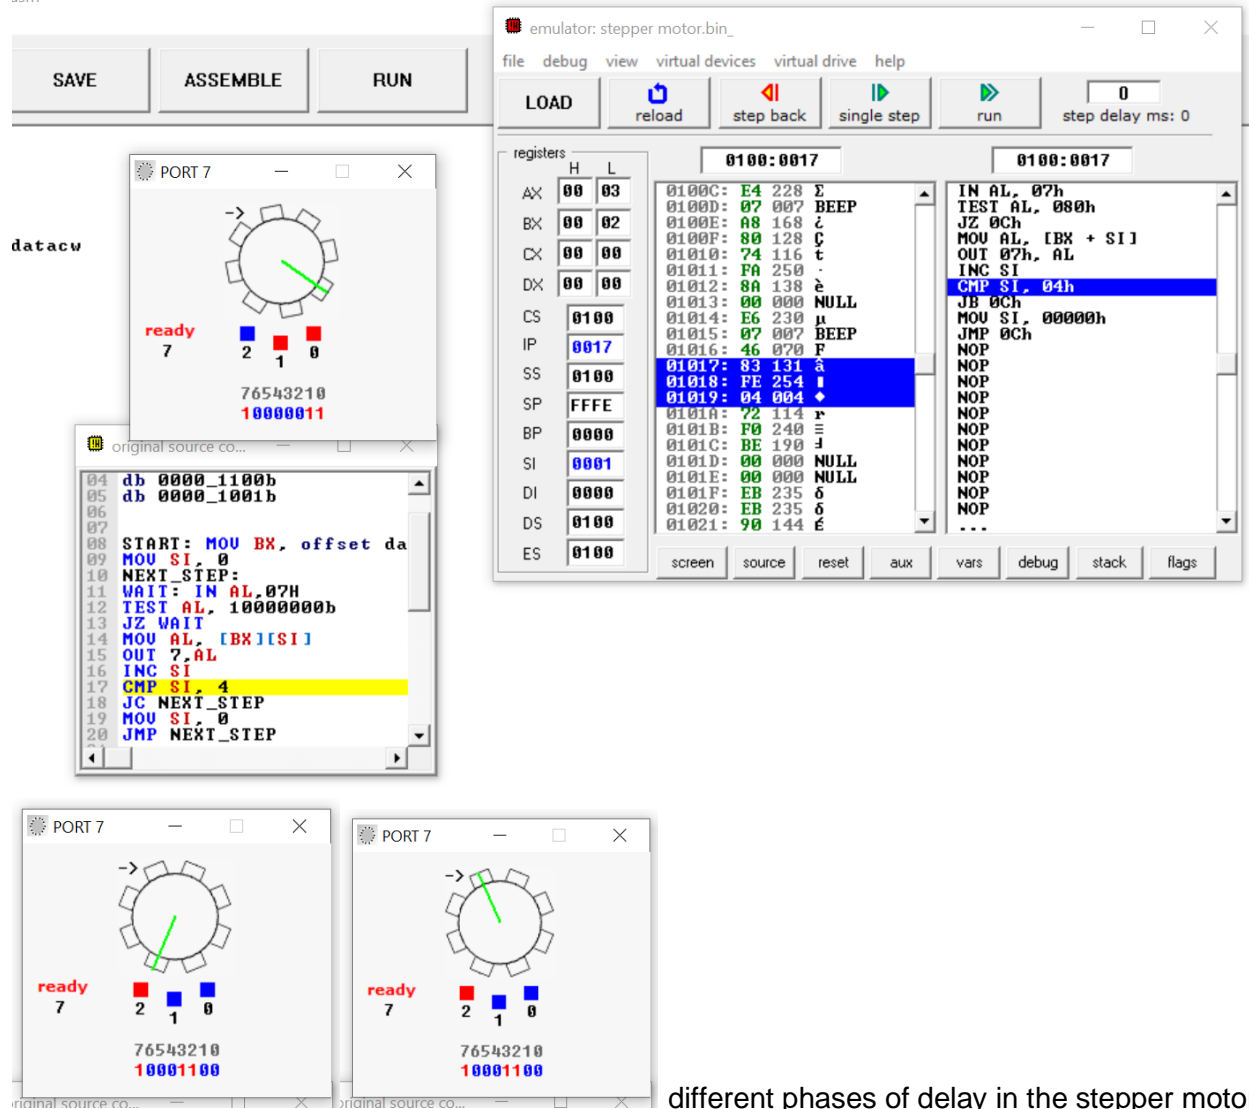 emulator: stepper motor.bin_
file debug view virtual devices virtual drive help
SAVE ASSEMBLE RUN
LOAD reload step back single step run 0 step delay ms: 0
datacw
PORT 7
->
ready
7
2 1 0
76543210
10000011
registers
H L
AX 00 03
BX 00 02
CX 00 00
DX 00 00
CS 0100
IP 0017
SS 0100
SP FFFE
BP 0000
SI 0001
DI 0000
DS 0100
ES 0100
0100:0017
0100C: E4 228 Σ
0100D: 07 007 BEEP
0100E: A8 168 ¿
0100F: 80 128 Ç
01010: 74 116 t
01011: FA 250 ·
01012: 8A 138 è
01013: 00 000 NULL
01014: E6 230 µ
01015: 07 007 BEEP
01016: 46 070 F
01017: 83 131 â
01018: FE 254 ■
01019: 04 004 ♦
0101A: 72 114 r
0101B: F0 240 ≡
0101C: BE 190 ╛
0101D: 00 000 NULL
0101E: 00 000 NULL
0101F: EB 235 δ
01020: EB 235 δ
01021: 90 144 É
0100:0017
IN AL, 07h
TEST AL, 080h
JZ 0Ch
MOV AL, [BX + SI]
OUT 07h, AL
INC SI
CMP SI, 04h
JB 0Ch
MOV SI, 00000h
JMP 0Ch
NOP
NOP
NOP
NOP
NOP
NOP
NOP
NOP
NOP
NOP
NOP
...
screen source reset aux vars debug stack flags
original source co...
04 db 0000_1100b
05 db 0000_1001b
06
07
08 START: MOV BX, offset da
09 MOV SI, 0
10 NEXT_STEP:
11 WAIT: IN AL,07H
12 TEST AL, 10000000b
13 JZ WAIT
14 MOV AL, [BX][SI]
15 OUT 7,AL
16 INC SI
17 CMP SI, 4
18 JC NEXT_STEP
19 MOV SI, 0
20 JMP NEXT_STEP
PORT 7
->
ready
7
2 1 0
76543210
10001100
PORT 7
->
ready
7
2 1 0
76543210
10001100
different phases of delay in the stepper moto